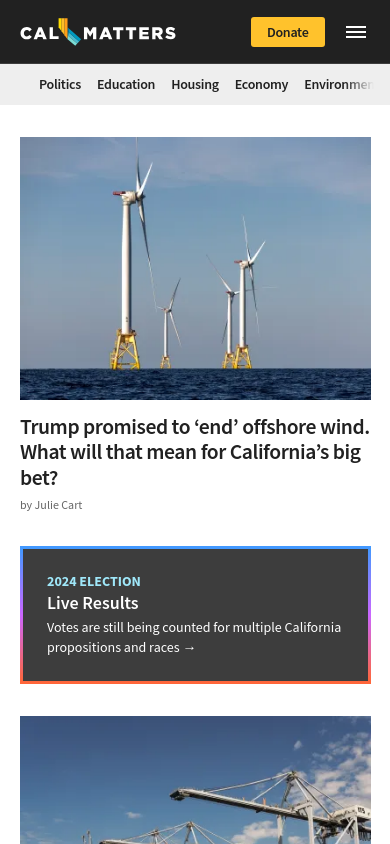 CAL MATTERS
Donate
Politics Education Housing Economy Environmen
Trump promised to ‘end’ offshore wind.
What will that mean for California’s big
bet?
by Julie Cart
2024 ELECTION
Live Results
Votes are still being counted for multiple California
propositions and races →